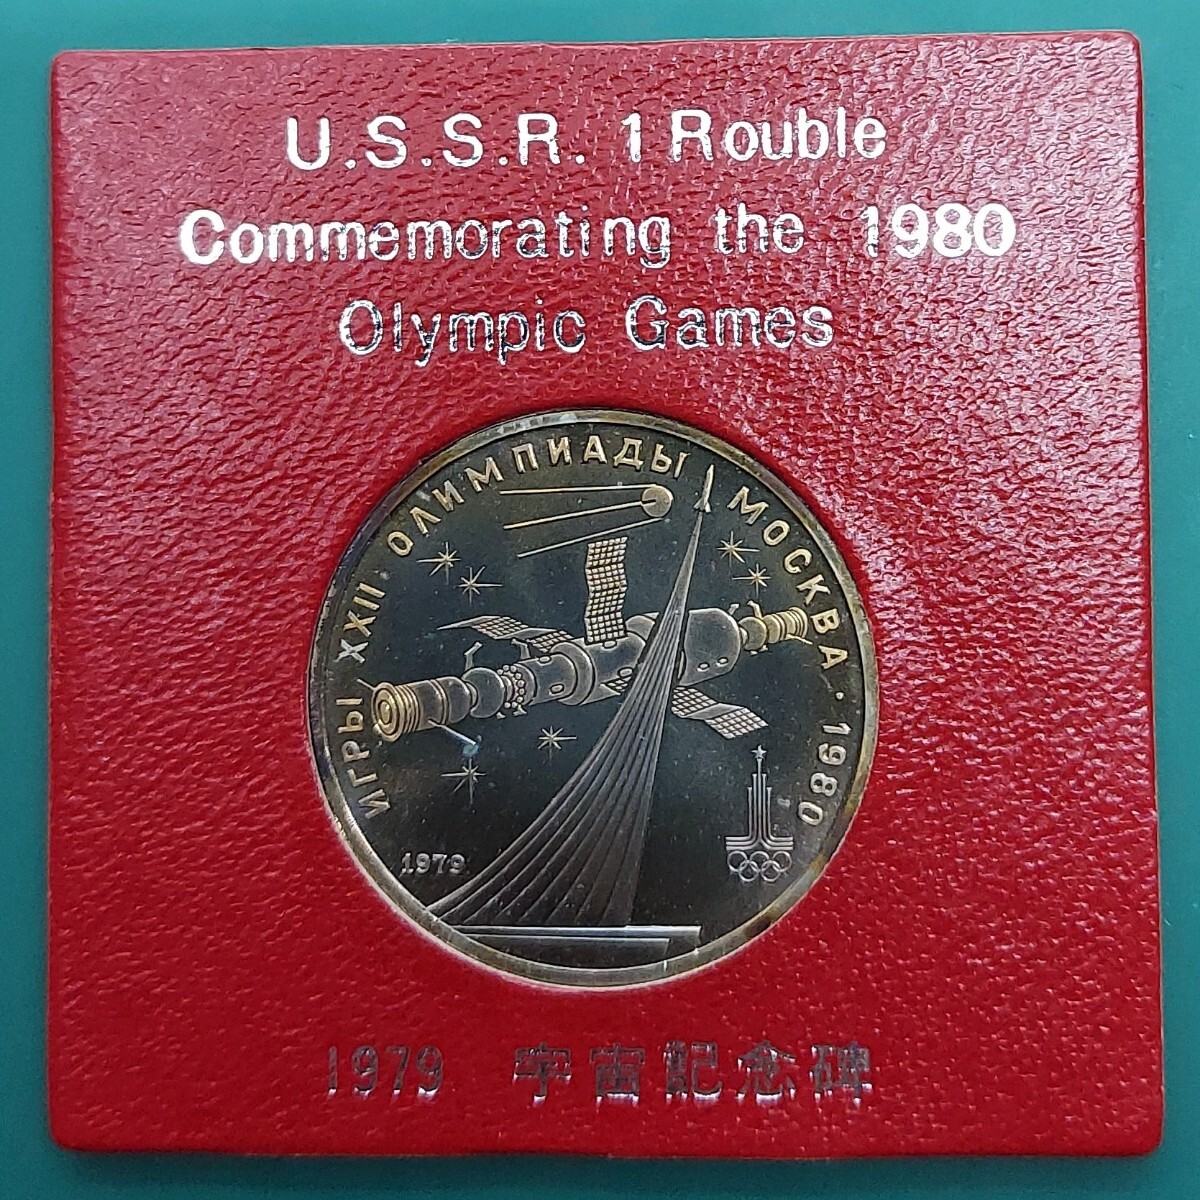 U.S.S.R. 1 Rouble
Commemorating the 1980
Olympic Games
ИГРЫ XXII ОЛИМПИАДЫ МОСКВА · 1980
1979
1979 宇宙記念碑